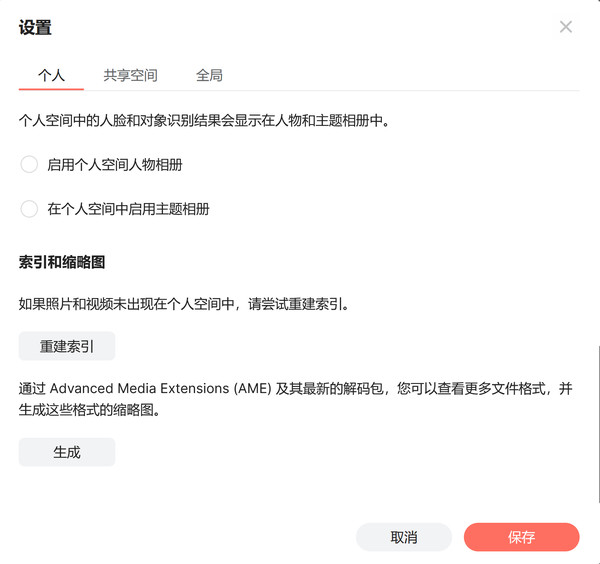 设置
个人
共享空间
全局
个人空间中的人脸和对象识别结果会显示在人物和主题相册中。
启用个人空间人物相册
在个人空间中启用主题相册
索引和缩略图
如果照片和视频未出现在个人空间中，请尝试重建索引。
重建索引
通过 Advanced Media Extensions (AME) 及其最新的解码包，您可以查看更多文件格式，并
生成这些格式的缩略图。
生成
取消
保存